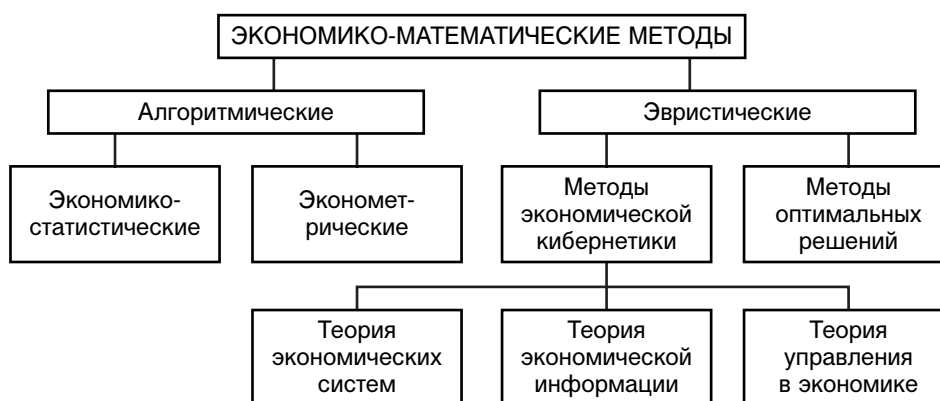 ЭКОНОМИКО-МАТЕМАТИЧЕСКИЕ МЕТОДЫ
Алгоритмические
Эвристические
Экономико-
статистические
Экономет-
рические
Методы
экономической
кибернетики
Методы
оптимальных
решений
Теория
экономических
систем
Теория
экономической
информации
Теория
управления
в экономике